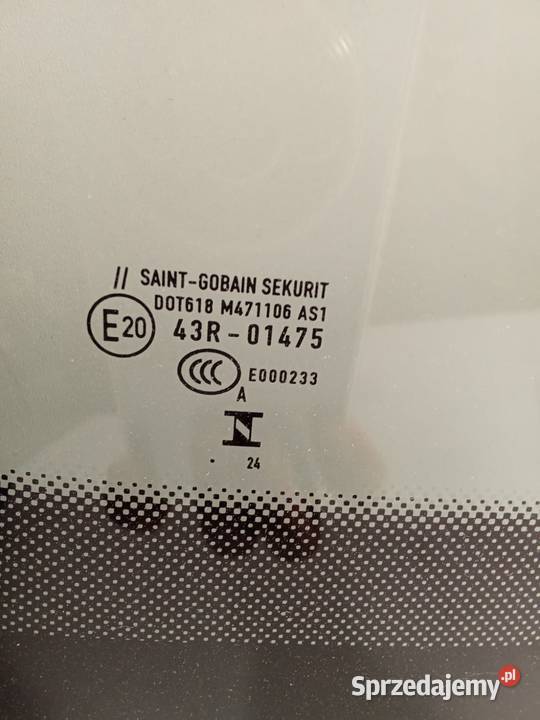 // SAINT-GOBAIN SEKURIT
DOT618 M471106 AS1
E20 43R-01475
CCC E000233
A
N
. 24
Sprzedajemy.pl